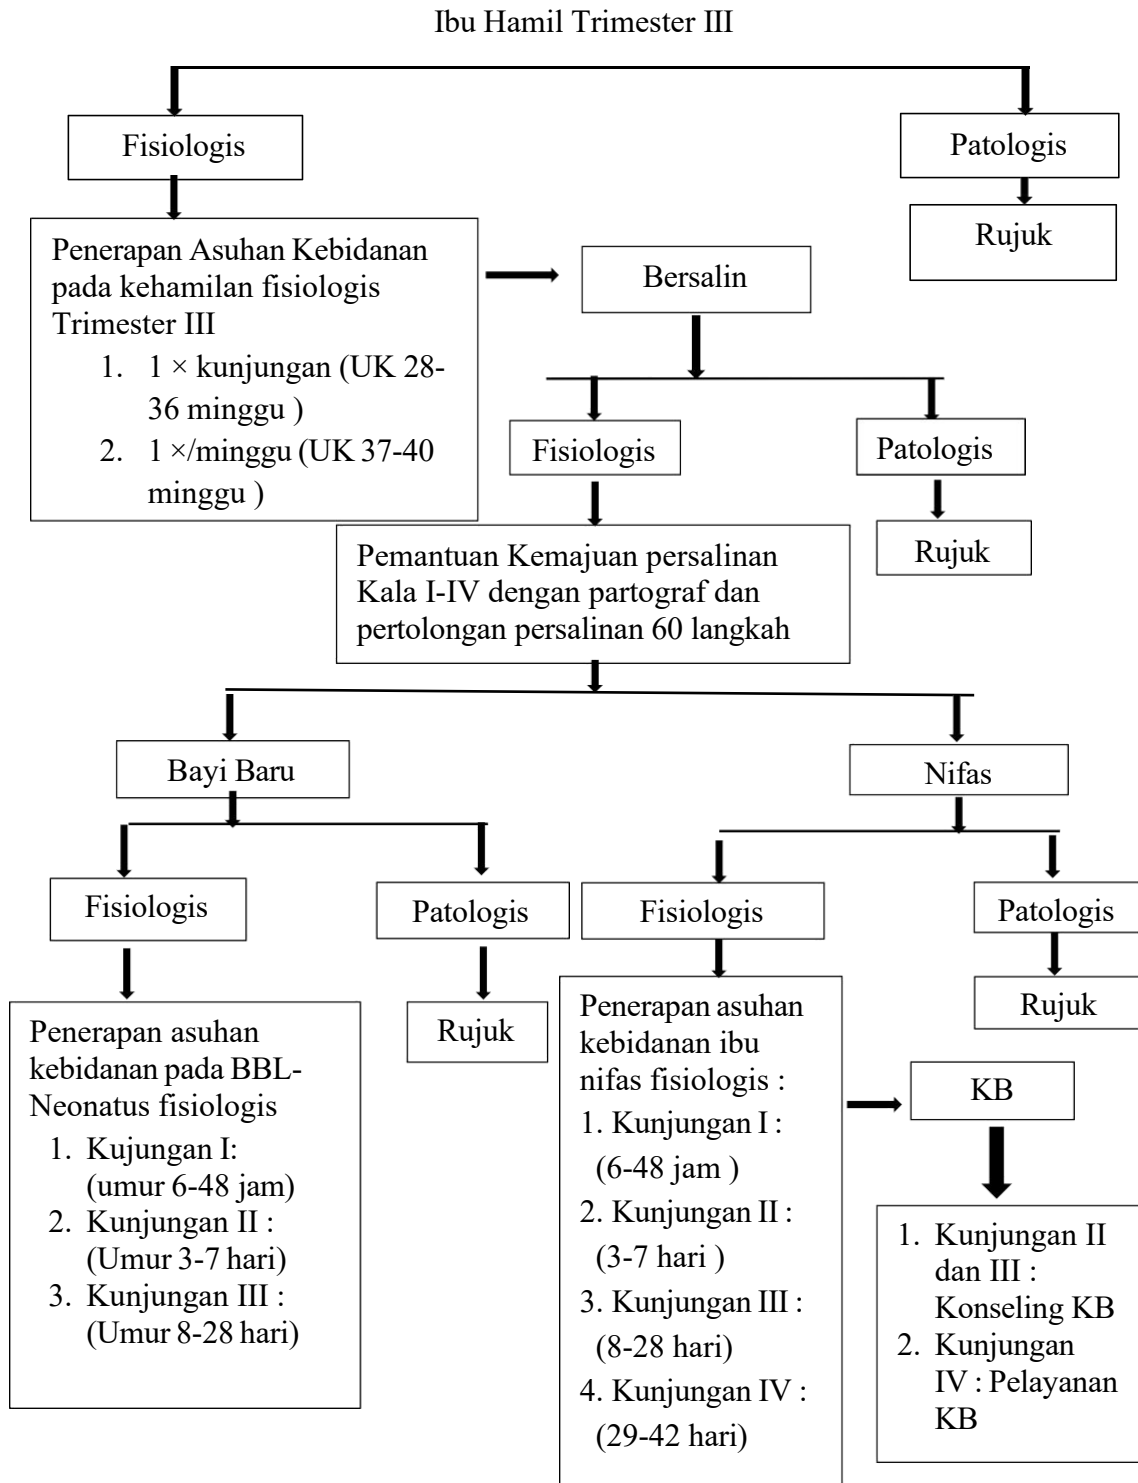 Ibu Hamil Trimester III
Fisiologis
Patologis
Rujuk
Penerapan Asuhan Kebidanan
pada kehamilan fisiologis
Trimester III
1. 1 × kunjungan (UK 28-
36 minggu )
2. 1 ×/minggu (UK 37-40
minggu )
Bersalin
Fisiologis
Patologis
Rujuk
Pemantuan Kemajuan persalinan
Kala I-IV dengan partograf dan
pertolongan persalinan 60 langkah
Bayi Baru
Nifas
Fisiologis
Patologis
Fisiologis
Patologis
Penerapan asuhan
kebidanan pada BBL-
Neonatus fisiologis
1. Kujungan I:
(umur 6-48 jam)
2. Kunjungan II :
(Umur 3-7 hari)
3. Kunjungan III :
(Umur 8-28 hari)
Rujuk
Penerapan asuhan
kebidanan ibu
nifas fisiologis :
1. Kunjungan I :
(6-48 jam )
2. Kunjungan II :
(3-7 hari )
3. Kunjungan III :
(8-28 hari)
4. Kunjungan IV :
(29-42 hari)
Rujuk
KB
1. Kunjungan II
dan III :
Konseling KB
2. Kunjungan
IV : Pelayanan
KB